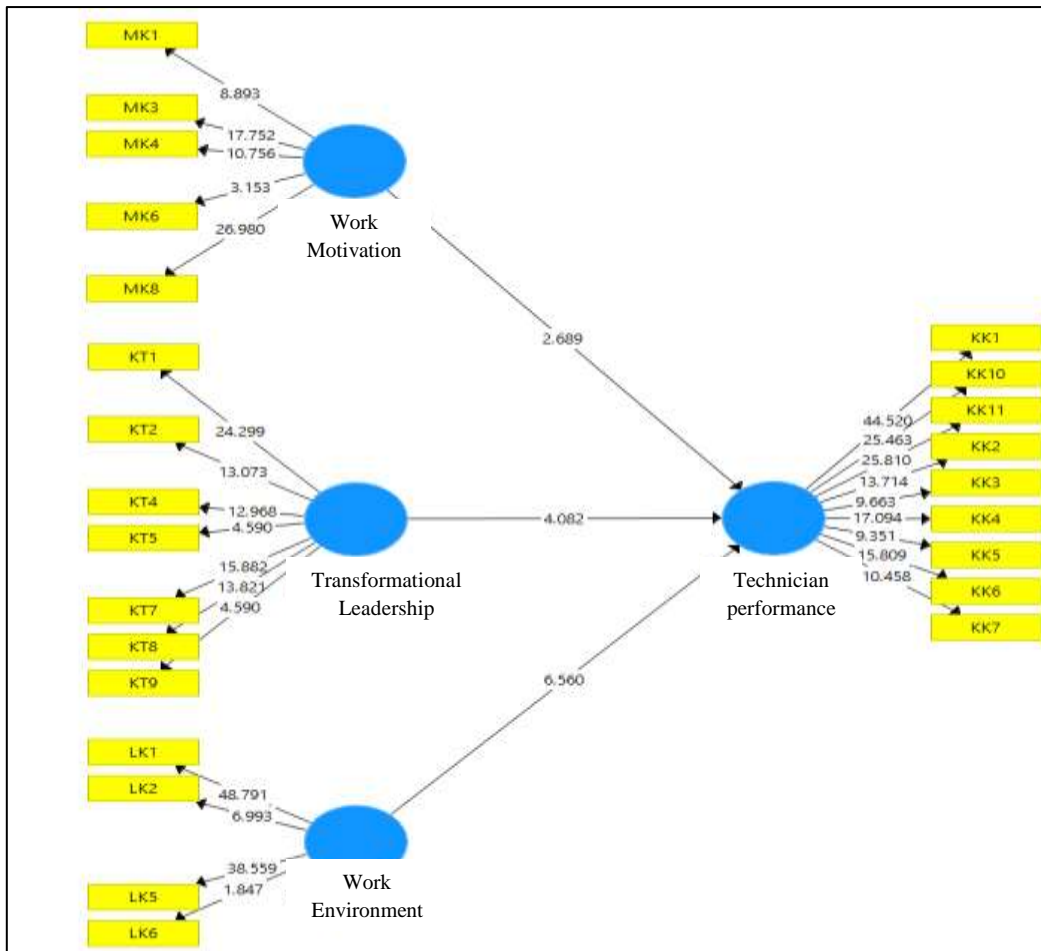 MK1
8.893
MK3
17.752
MK4
10.756
MK6
3.153
26.980
MK8
Work
Motivation
2.689
KT1
24.299
KT2
13.073
KT4
12.968
KT5
4.590
15.882
13.821
4.590
KT7
KT8
KT9
Transformational
Leadership
4.082
LK1
LK2
48.791
6.993
38.559
1.847
LK5
LK6
Work
Environment
6.560
Technician
performance
44.520
25.463
25.810
13.714
9.663
17.094
9.351
15.809
10.458
KK1
KK10
KK11
KK2
KK3
KK4
KK5
KK6
KK7